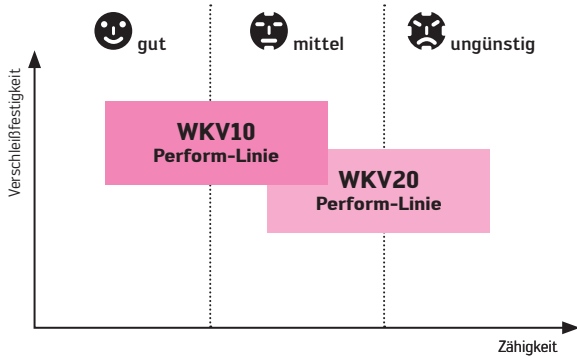 gut
mittel
ungünstig
Verschleißfestigkeit
WKV10
Perform-Linie
WKV20
Perform-Linie
Zähigkeit